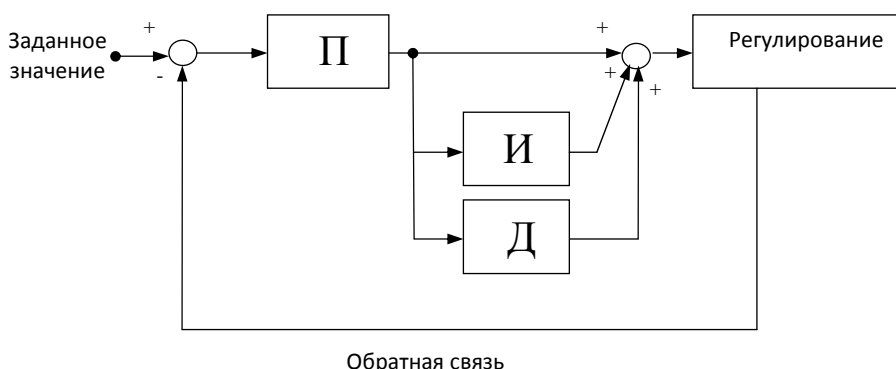 Заданное
значение
+
-
П
+
+
+
Регулирование
И
Д
Обратная связь